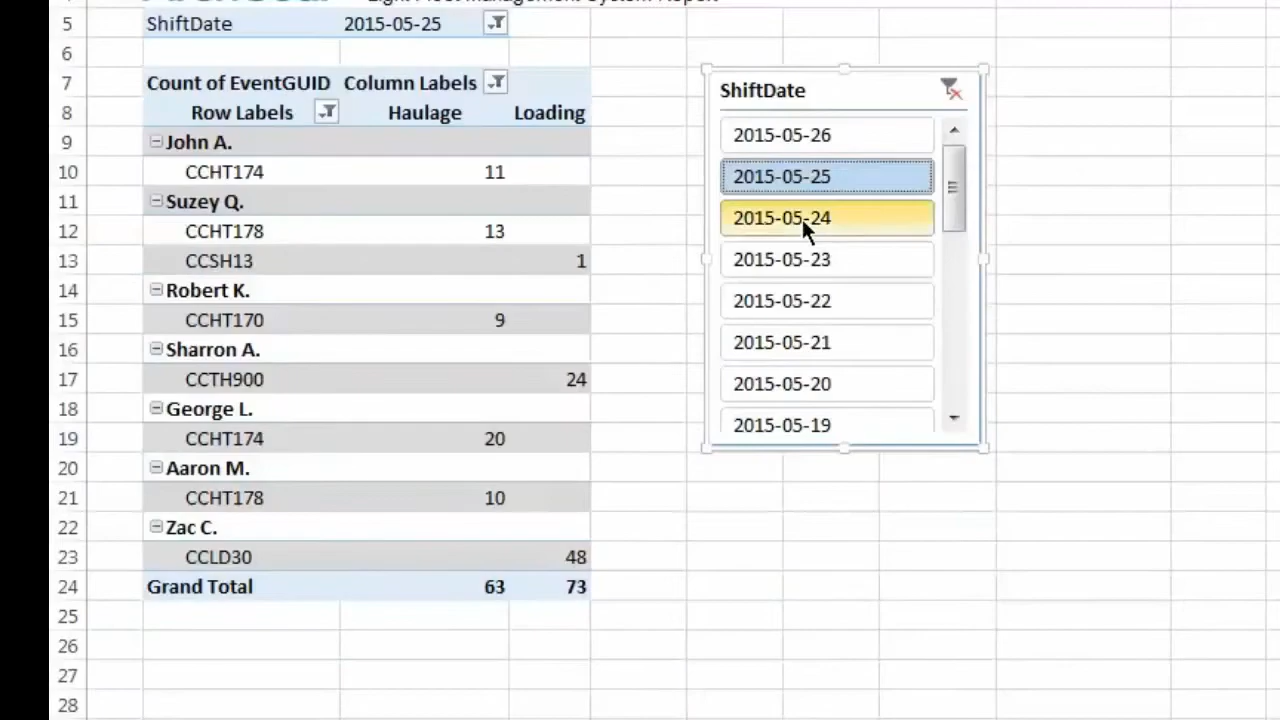 5 ShiftDate 2015-05-25
6
7 Count of EventGUID Column Labels
8 Row Labels Haulage Loading
9 John A.
10 CCHT174 11
11 Suzey Q.
12 CCHT178 13
13 CCSH13 1
14 Robert K.
15 CCHT170 9
16 Sharron A.
17 CCTH900 24
18 George L.
19 CCHT174 20
20 Aaron M.
21 CCHT178 10
22 Zac C.
23 CCLD30 48
24 Grand Total 63 73
25
26
27
28
ShiftDate
2015-05-26
2015-05-25
2015-05-24
2015-05-23
2015-05-22
2015-05-21
2015-05-20
2015-05-19